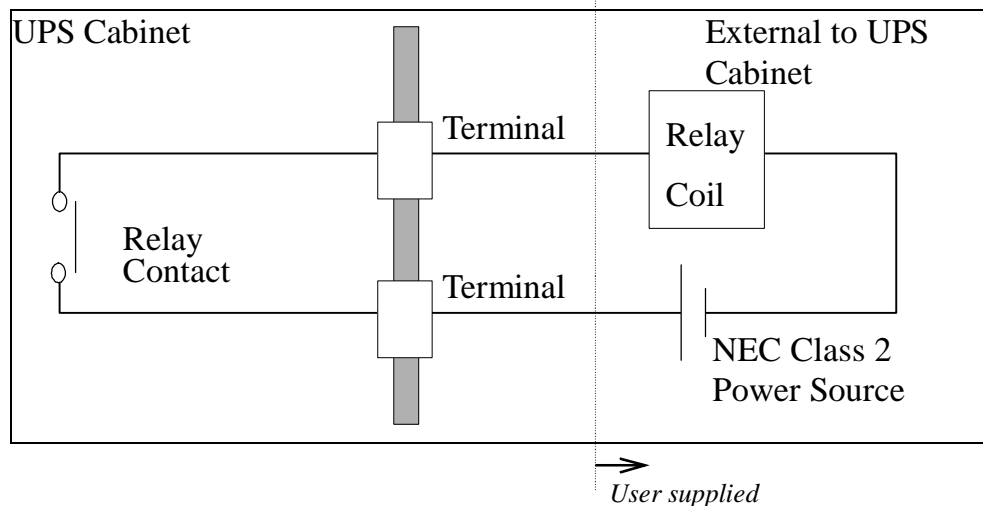 UPS Cabinet
External to UPS
Cabinet
Terminal
Relay
Coil
Relay
Contact
Terminal
NEC Class 2
Power Source
User supplied